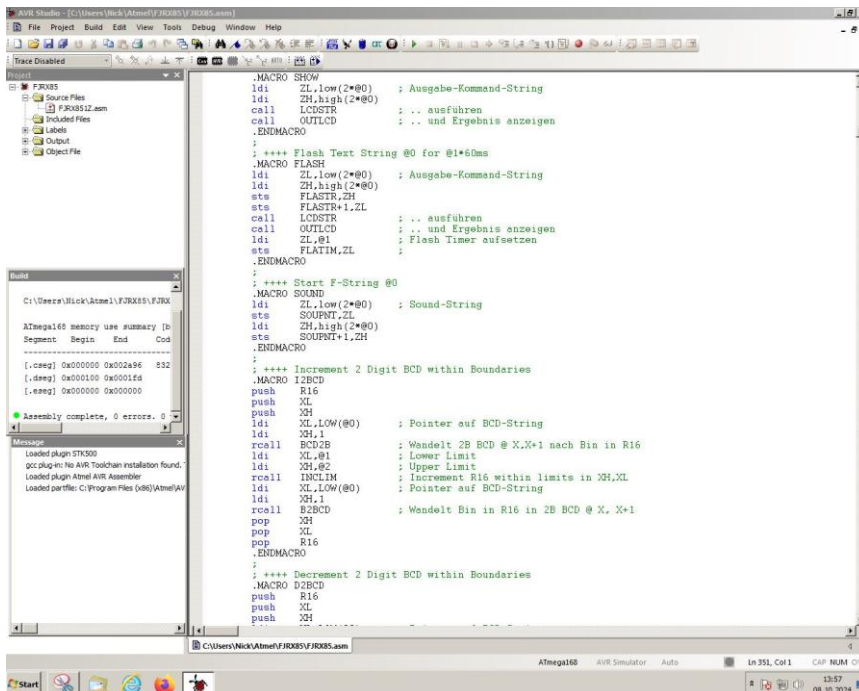 AVR Studio - [C:\Users\Nick\Atmel\FJRX85\FJRX85.asm]
File Project Build Edit View Tools Debug Window Help
Trace Disabled
Project
FJRX85
Source Files
FJRX851Z.asm
Included Files
Labels
Output
Object File
Build
C:\Users\Nick\Atmel\FJRX85\FJRX
ATmega168 memory use summary [b
Segment Begin End Cod
[.cseg] 0x000000 0x002a96 832
[.dseg] 0x000100 0x0001fd
[.eseg] 0x000000 0x000000
Assembly complete, 0 errors. 0
Message
Loaded plugin STK500
gcc plug-in: No AVR Toolchain installation found.
Loaded plugin Atmel AVR Assembler
Loaded partfile: C:\Program Files (x86)\Atmel\AV
.MACRO SHOW
ldi ZL,low(2*@0) ; Ausgabe-Kommand-String
ldi ZH,high(2*@0)
call LCDSTR ; .. ausführen
call OUTLCD ; .. und Ergebnis anzeigen
.ENDMACRO
;
; ++++ Flash Text String @0 for @1*60ms
.MACRO FLASH
ldi ZL,low(2*@0) ; Ausgabe-Kommand-String
ldi ZH,high(2*@0)
sts FLASTR,ZH
sts FLASTR+1,ZL
call LCDSTR ; .. ausführen
call OUTLCD ; .. und Ergebnis anzeigen
ldi ZL,@1 ; Flash Timer aufsetzen
sts FLATIM,ZL ;
.ENDMACRO
;
; ++++ Start F-String @0
.MACRO SOUND
ldi ZL,low(2*@0) ; Sound-String
sts SOUPNT,ZL
ldi ZH,high(2*@0)
sts SOUPNT+1,ZH
.ENDMACRO
;
; ++++ Increment 2 Digit BCD within Boundaries
.MACRO I2BCD
push R16
push XL
push XH
ldi XL,LOW(@0) ; Pointer auf BCD-String
ldi XH,1
rcall BCD2B ; Wandelt 2B BCD @ X,X+1 nach Bin in R16
ldi XL,@1 ; Lower Limit
ldi XH,@2 ; Upper Limit
rcall INCLIM ; Increment R16 within limits in XH,XL
ldi XL,LOW(@0) ; Pointer auf BCD-String
ldi XH,1
rcall B2BCD ; Wandelt Bin in R16 in 2B BCD @ X, X+1
pop XH
pop XL
pop R16
.ENDMACRO
;
; ++++ Decrement 2 Digit BCD within Boundaries
.MACRO D2BCD
push R16
push XL
push XH
C:\Users\Nick\Atmel\FJRX85\FJRX85.asm
ATmega168 AVR Simulator Auto Ln 351, Col 1 CAP NUM
Start
13:57
08.10.2024